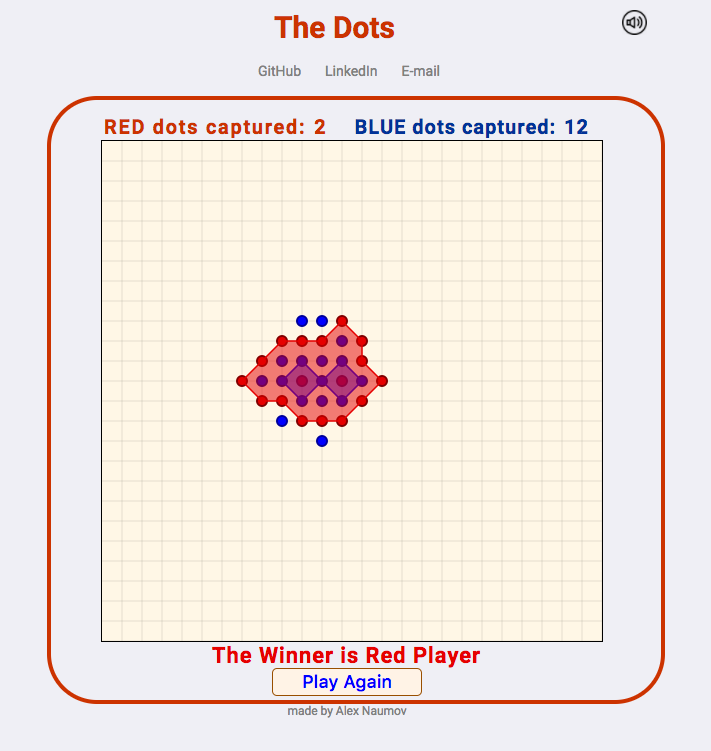 The Dots
GitHub LinkedIn E-mail
RED dots captured: 2 BLUE dots captured: 12
The Winner is Red Player
Play Again
made by Alex Naumov